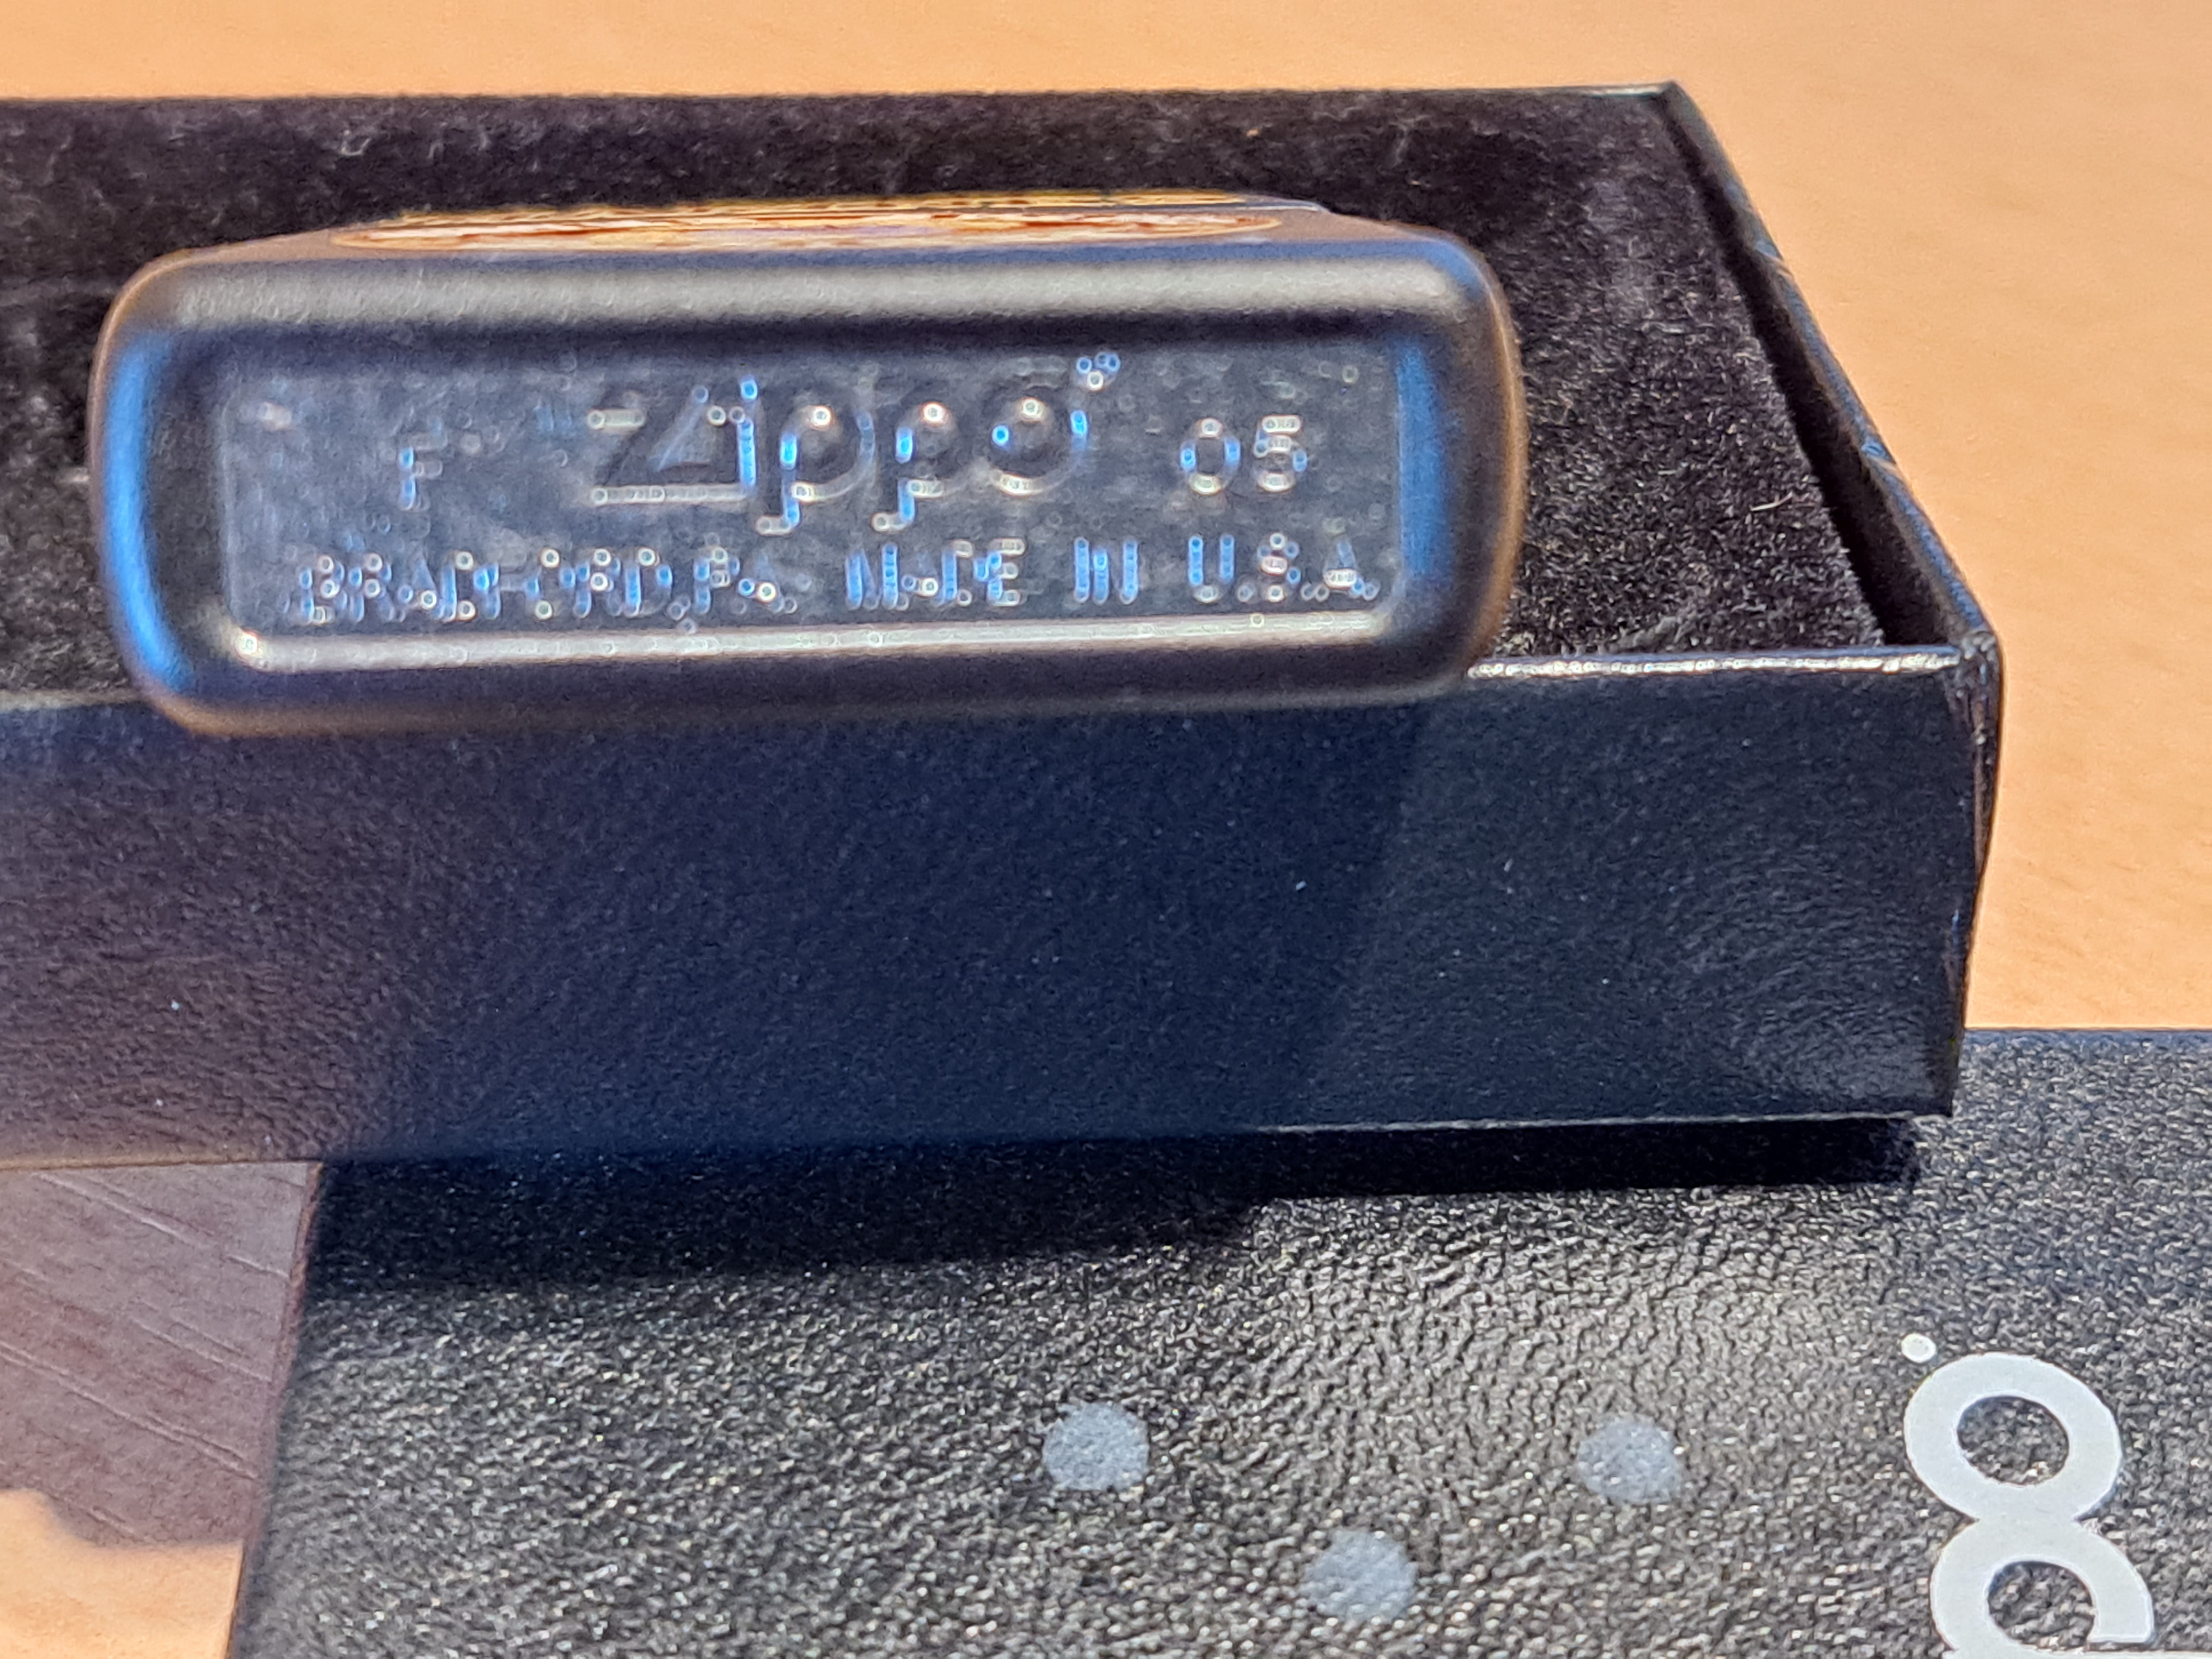 F Zippo 05
BRADFORD, PA. MADE IN U.S.A.